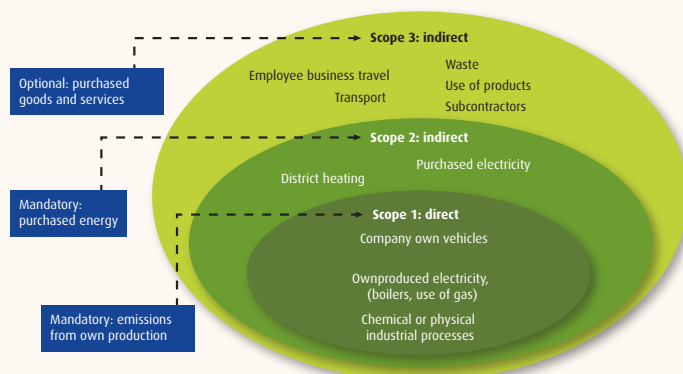 Scope 3: indirect
Waste
Employee business travel
Use of products
Transport
Subcontractors
Optional: purchased
goods and services
Scope 2: indirect
Purchased electricity
District heating
Mandatory:
purchased energy
Scope 1: direct
Company own vehicles
Ownproduced electricity,
(boilers, use of gas)
Chemical or physical
industrial processes
Mandatory: emissions
from own production